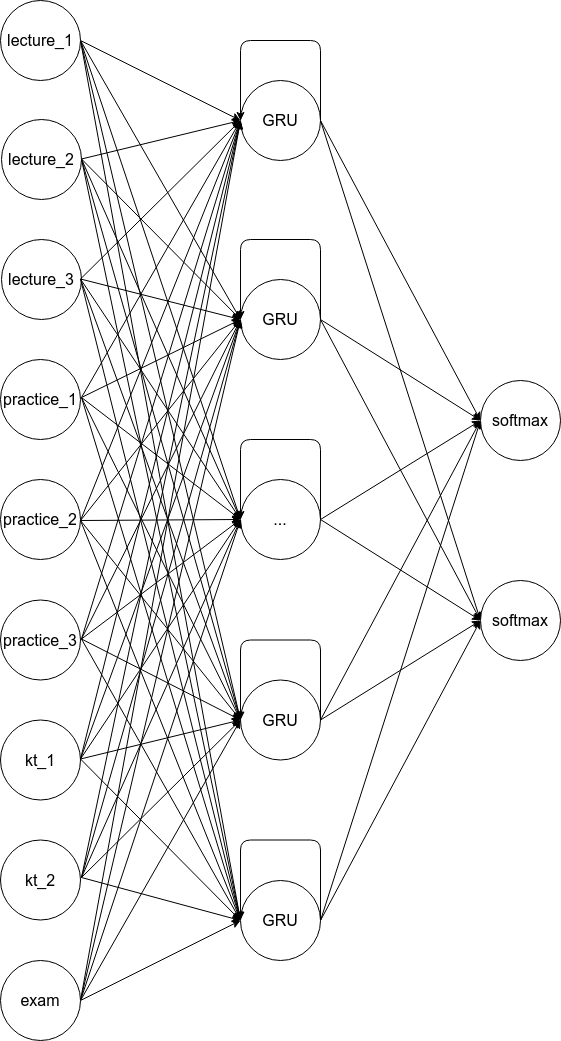 lecture_1
lecture_2
lecture_3
practice_1
practice_2
practice_3
kt_1
kt_2
exam
GRU
GRU
...
GRU
GRU
softmax
softmax